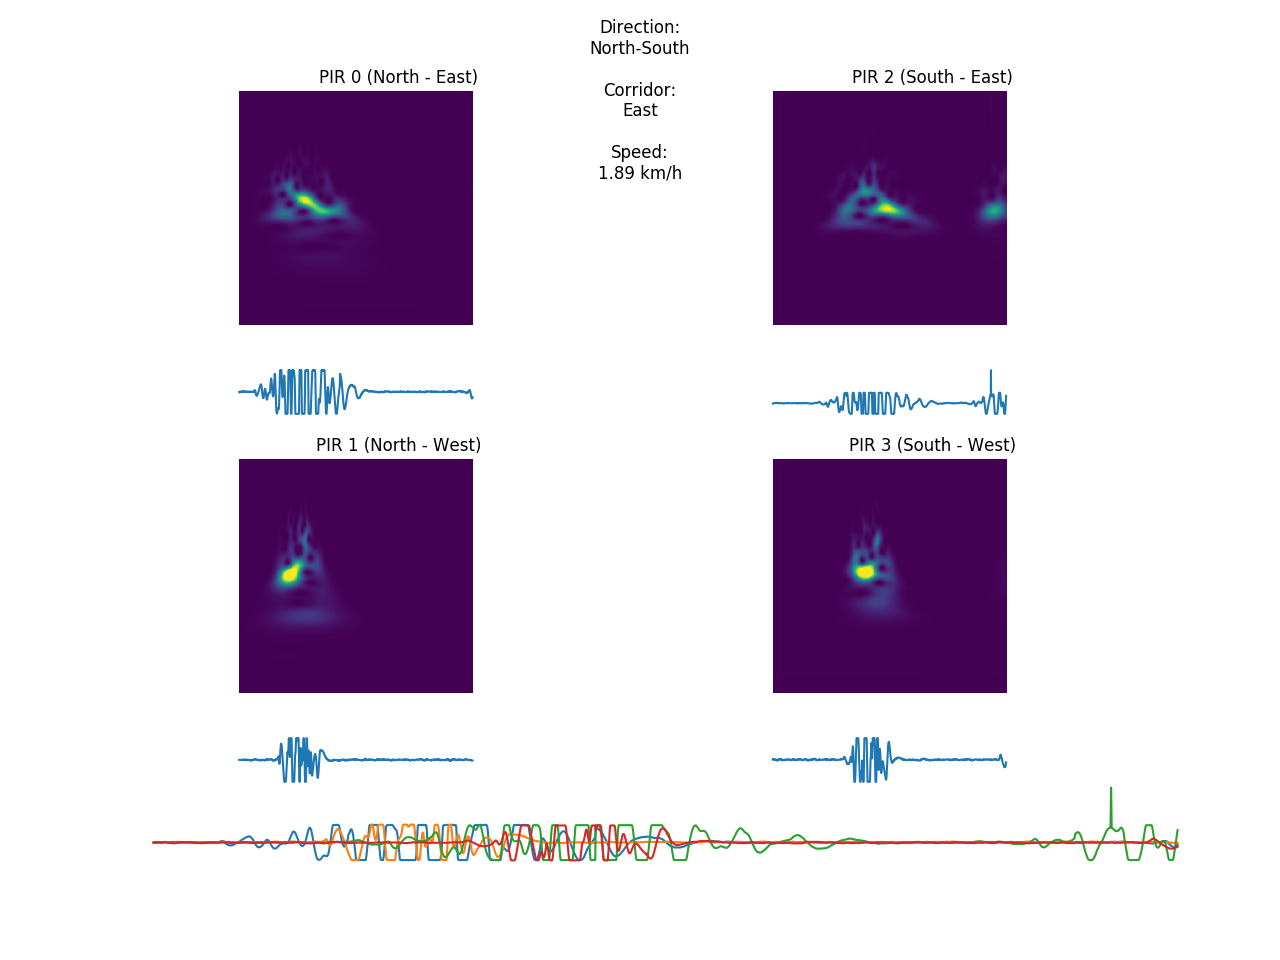 Direction:
North-South
Corridor:
East
Speed:
1.89 km/h
PIR 0 (North - East)
PIR 2 (South - East)
PIR 1 (North - West)
PIR 3 (South - West)